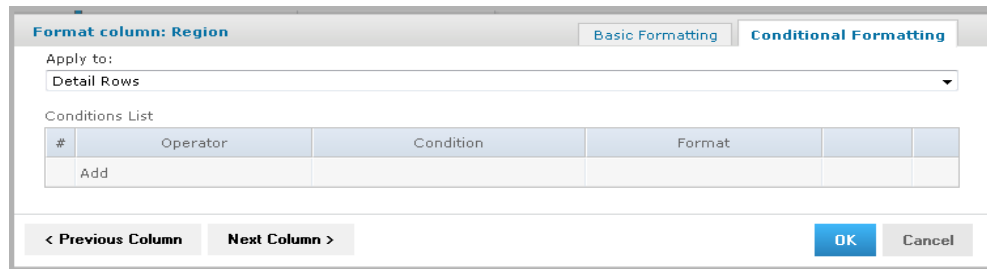 Format column: Region Basic Formatting Conditional Formatting
Apply to:
Detail Rows
Conditions List
# Operator Condition Format
Add
< Previous Column Next Column > OK Cancel